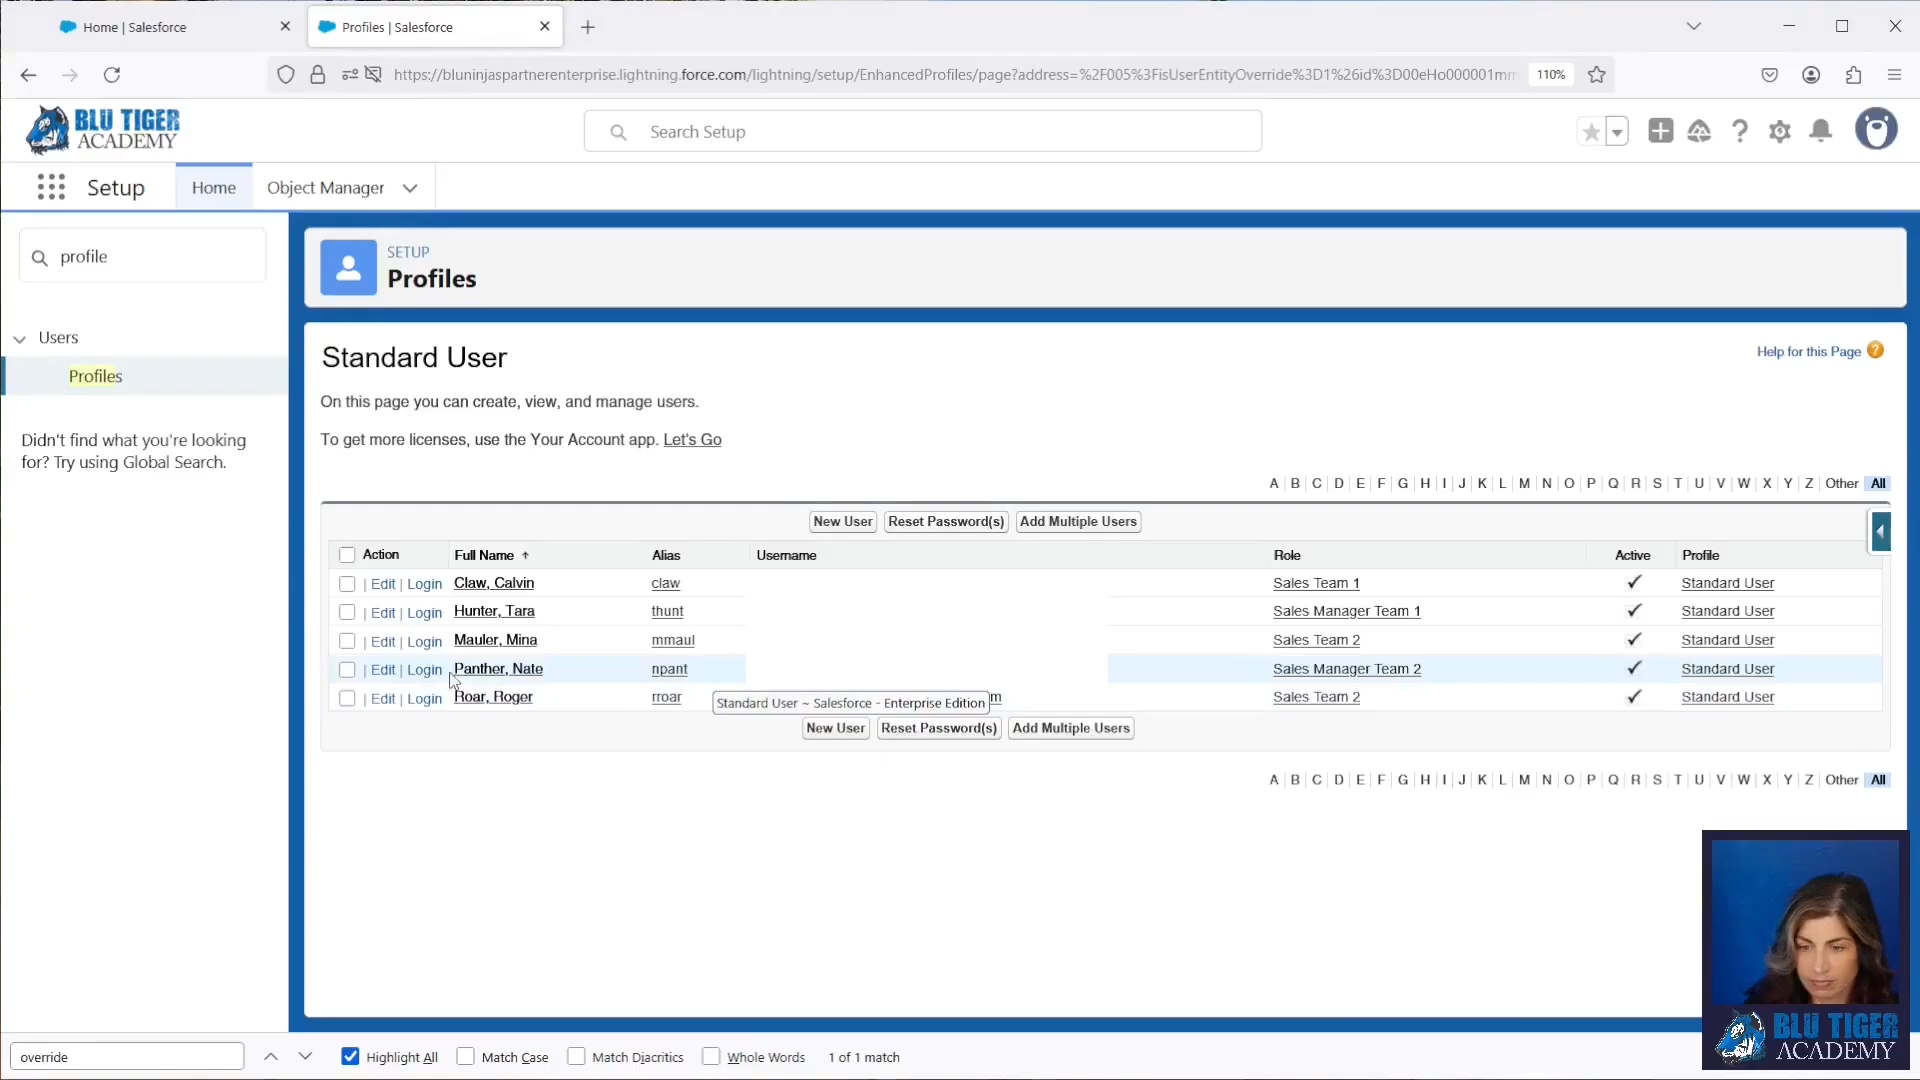 Home | Salesforce
Profiles | Salesforce
https://bluninjaspartnerenterprise.lightning.force.com/lightning/setup/EnhancedProfiles/page?address=%2F005%3FisUserEntityOverride%3D1%26id%3D00eHo000001mm
110%
BLU TIGER
ACADEMY
Search Setup
Setup
Home
Object Manager
profile
SETUP
Profiles
Users
Profiles
Didn't find what you're looking
for? Try using Global Search.
Standard User
Help for this Page
On this page you can create, view, and manage users.
To get more licenses, use the Your Account app. Let's Go
A | B | C | D | E | F | G | H | I | J | K | L | M | N | O | P | Q | R | S | T | U | V | W | X | Y | Z | Other | All
New User Reset Password(s) Add Multiple Users
Action Full Name Alias Username Role Active Profile
| Edit | Login Claw, Calvin claw Sales Team 1 Standard User
| Edit | Login Hunter, Tara thunt Sales Manager Team 1 Standard User
| Edit | Login Mauler, Mina mmaul Sales Team 2 Standard User
| Edit | Login Panther, Nate npant Sales Manager Team 2 Standard User
| Edit | Login Roar, Roger rroar m Sales Team 2 Standard User
Standard User ~ Salesforce - Enterprise Edition
New User Reset Password(s) Add Multiple Users
A | B | C | D | E | F | G | H | I | J | K | L | M | N | O | P | Q | R | S | T | U | V | W | X | Y | Z | Other | All
override
Highlight All
Match Case
Match Diacritics
Whole Words
1 of 1 match
BLU TIGER
ACADEMY